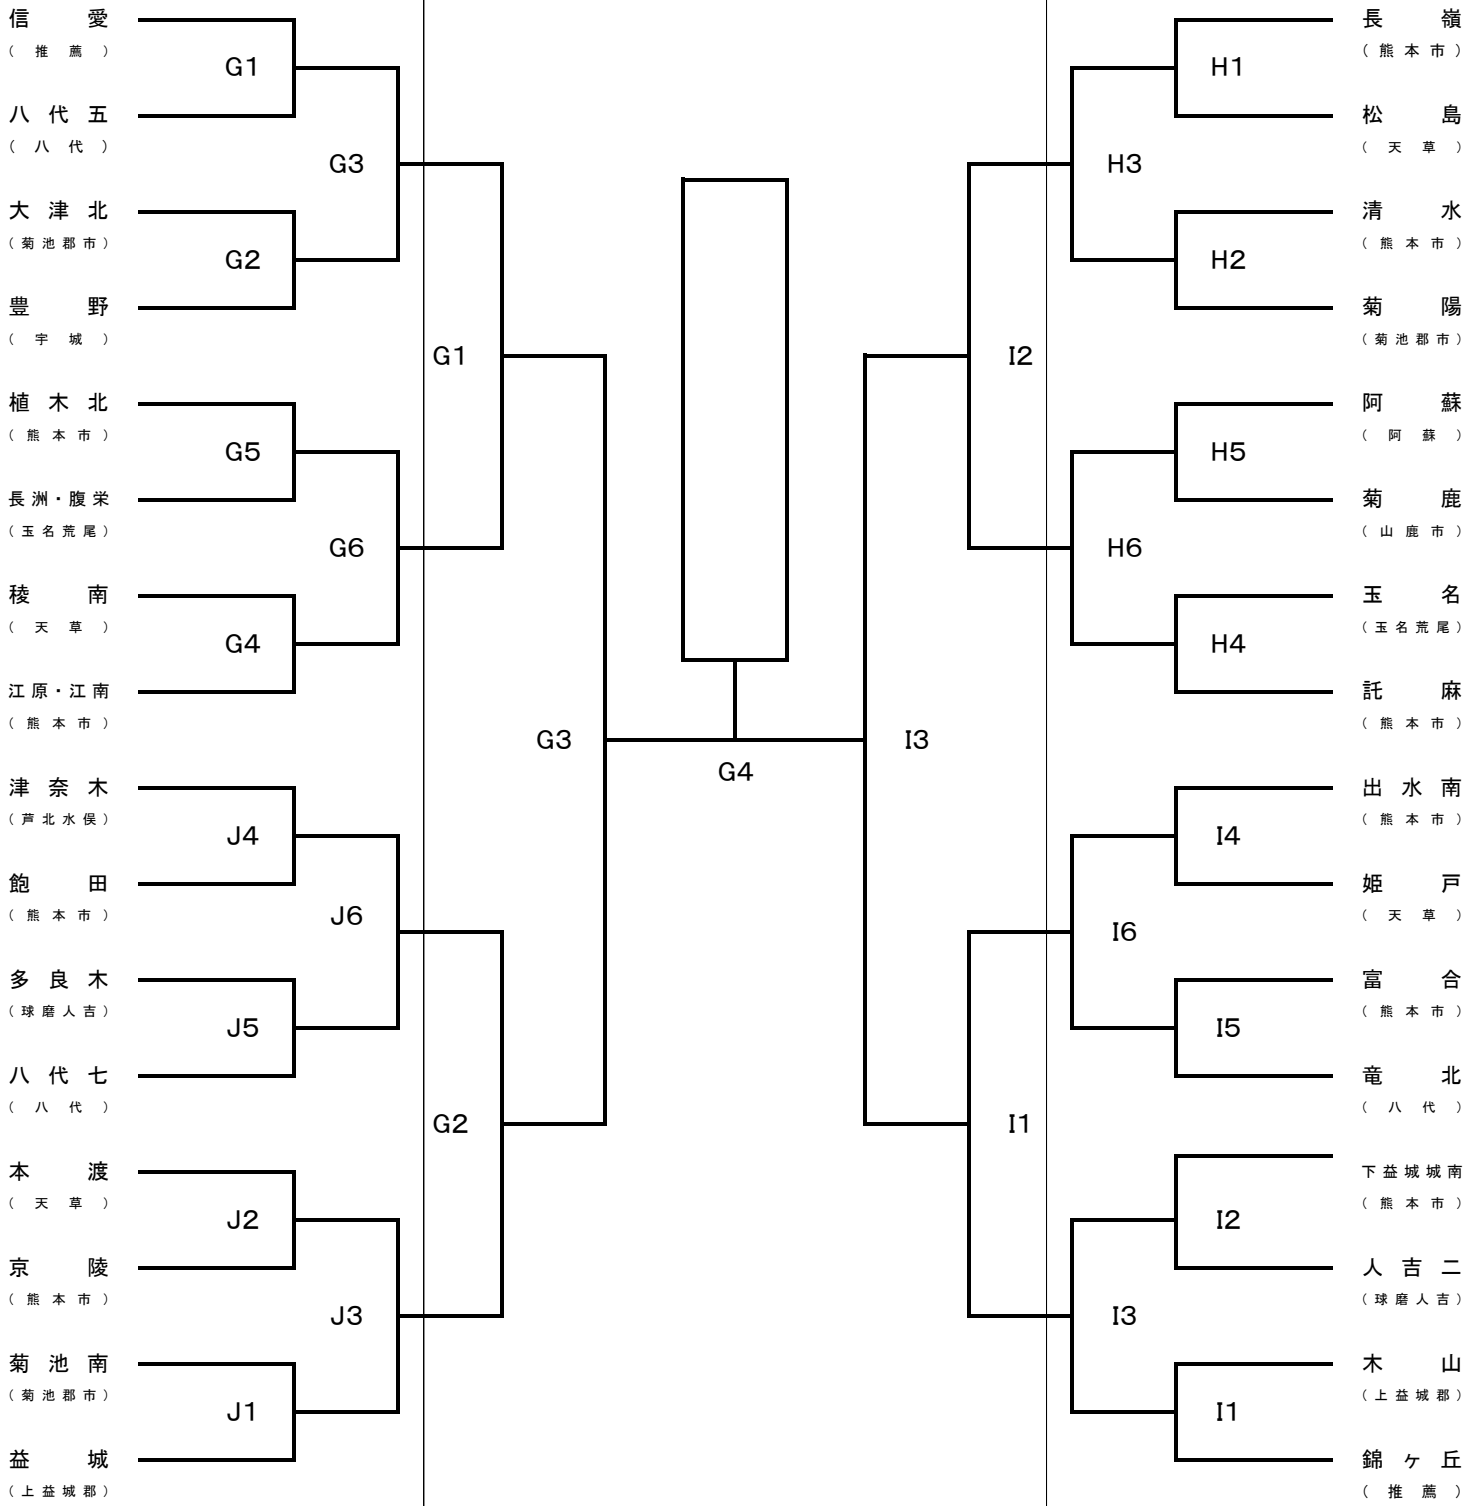 信愛
（推薦）
G1
八代五
（八代）
G3
大津北
（菊池郡市）
G2
豊野
（宇城）
G1
植木北
（熊本市）
G5
長洲・腹栄
（玉名荒尾）
G6
稜南
（天草）
G4
江原・江南
（熊本市）
G3
津奈木
（芦北水俣）
J4
飽田
（熊本市）
J6
多良木
（球磨人吉）
J5
八代七
（八代）
G2
本渡
（天草）
J2
京陵
（熊本市）
J3
菊池南
（菊池郡市）
J1
益城
（上益城郡）
G4
長嶺
（熊本市）
H1
松島
（天草）
H3
清水
（熊本市）
H2
菊陽
（菊池郡市）
I2
阿蘇
（阿蘇）
H5
菊鹿
（山鹿市）
H6
玉名
（玉名荒尾）
H4
託麻
（熊本市）
I3
出水南
（熊本市）
I4
姫戸
（天草）
I6
富合
（熊本市）
I5
竜北
（八代）
I1
下益城城南
（熊本市）
I2
人吉二
（球磨人吉）
I3
木山
（上益城郡）
I1
錦ヶ丘
（推薦）